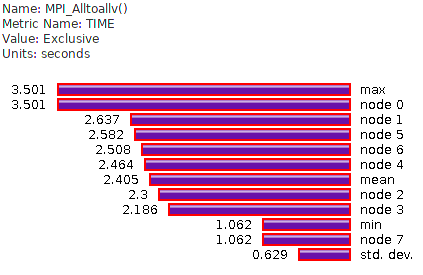 Name: MPI_Alltoallv()
Metric Name: TIME
Value: Exclusive
Units: seconds
3.501 max
3.501 node 0
2.637 node 1
2.582 node 5
2.508 node 6
2.464 node 4
2.405 mean
2.3 node 2
2.186 node 3
1.062 min
1.062 node 7
0.629 std. dev.